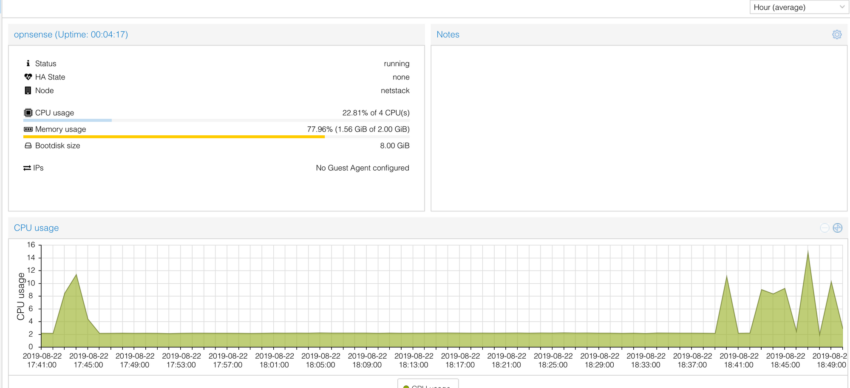 Hour (average)
opnsense (Uptime: 00:04:17)
Notes
Status running
HA State none
Node netstack
CPU usage 22.81% of 4 CPU(s)
Memory usage 77.96% (1.56 GiB of 2.00 GiB)
Bootdisk size 8.00 GiB
IPs No Guest Agent configured
CPU usage
CPU usage
16
14
12
10
8
6
4
2
0
2019-08-22 2019-08-22 2019-08-22 2019-08-22 2019-08-22 2019-08-22 2019-08-22 2019-08-22 2019-08-22 2019-08-22 2019-08-22 2019-08-22 2019-08-22 2019-08-22 2019-08-22 2019-08-22 2019-08-22 2019-8
17:41:00 17:45:00 17:49:00 17:53:00 17:57:00 18:01:00 18:05:00 18:09:00 18:13:00 18:17:00 18:21:00 18:25:00 18:29:00 18:33:00 18:37:00 18:41:00 18:45:00 18:49:00
CPU usage